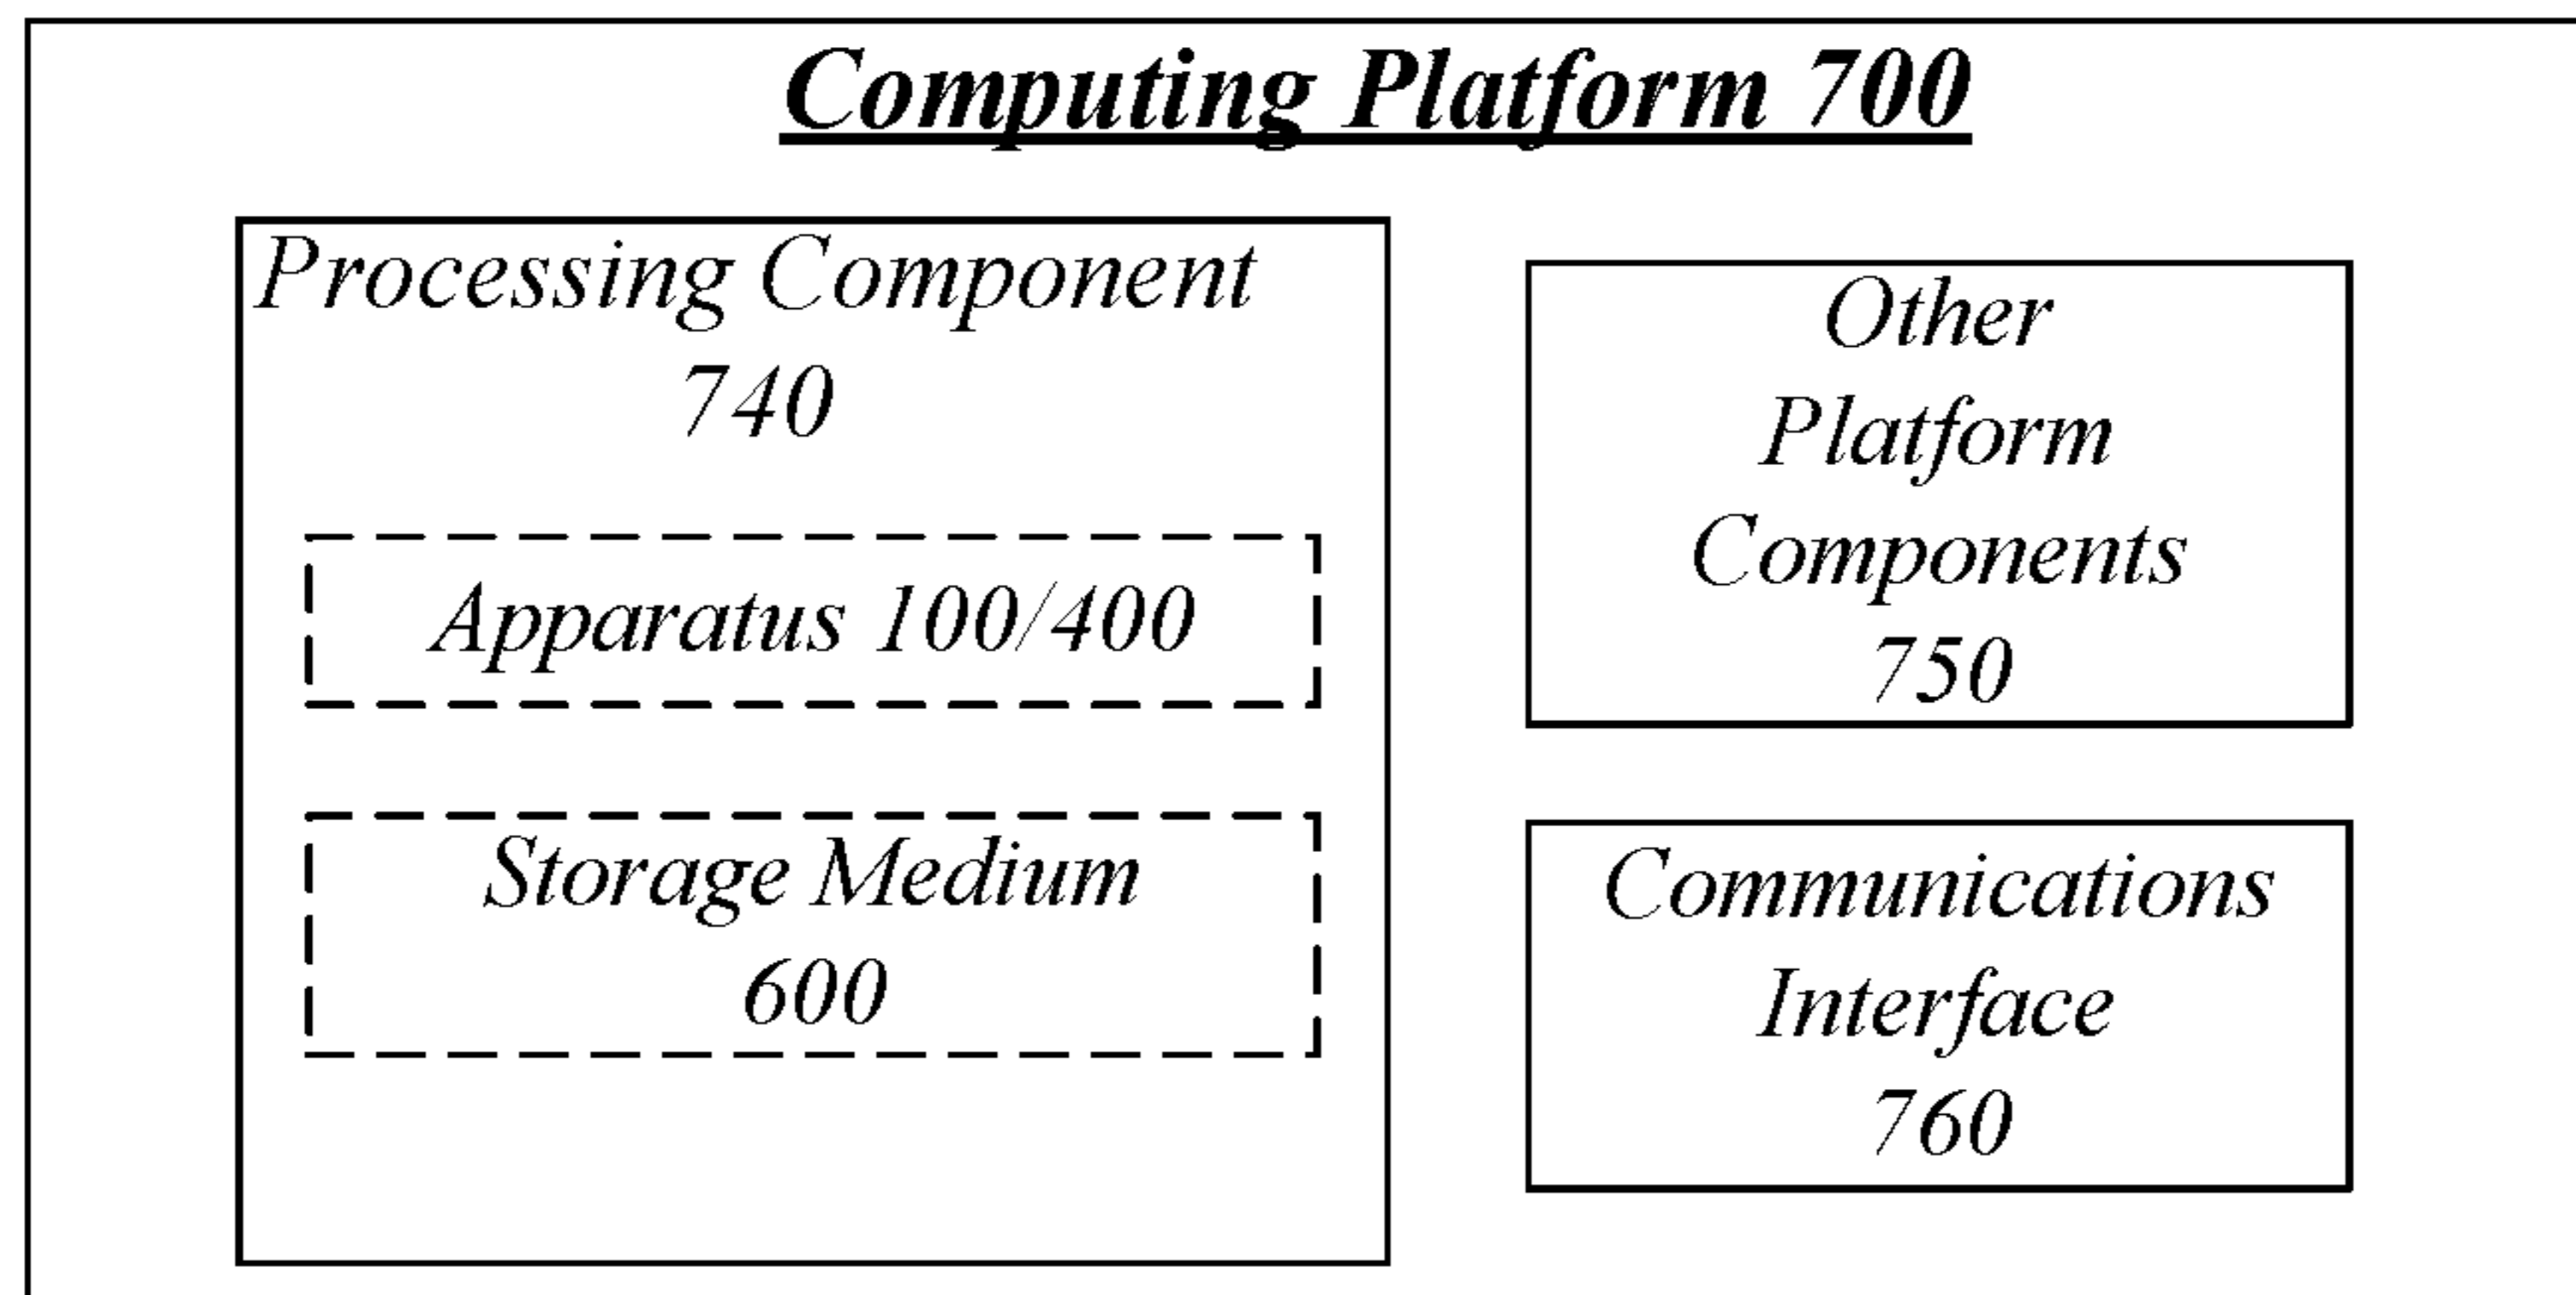 Computing Platform 700
Processing Component
740
Apparatus 100/400
Storage Medium
600
Other
Platform
Components
750
Communications
Interface
760